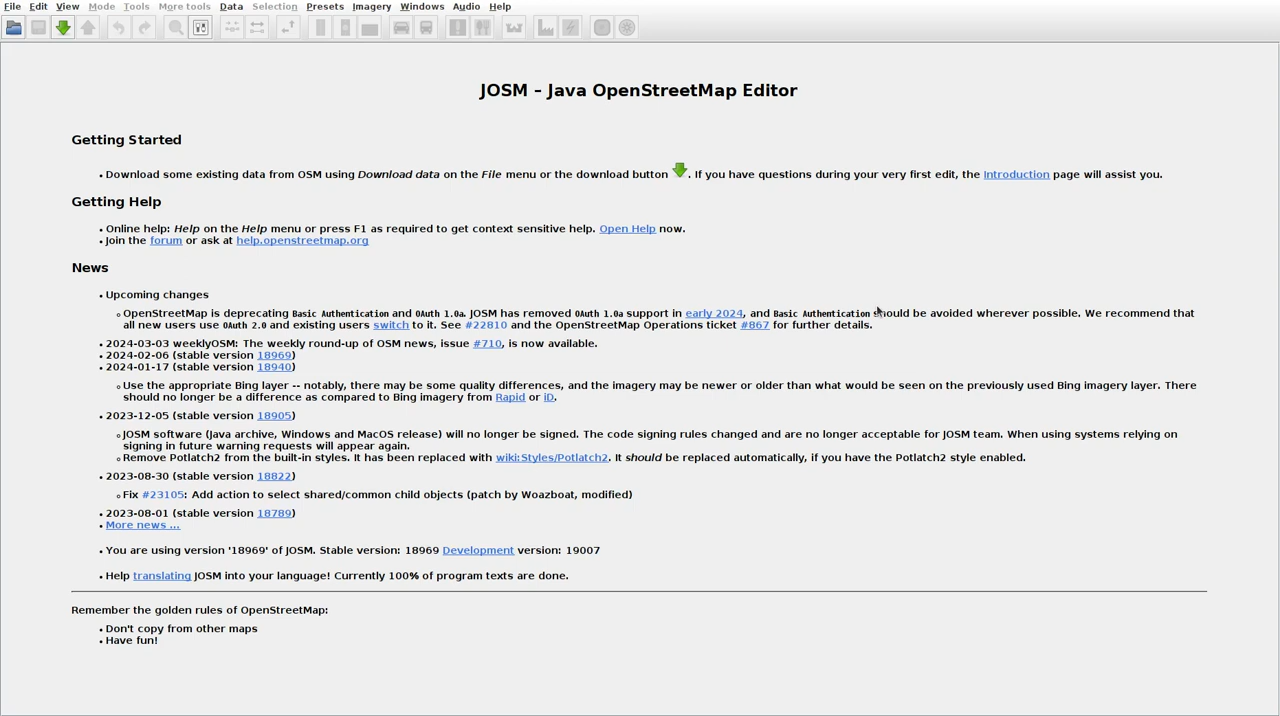 File Edit View Mode Tools More tools Data Selection Presets Imagery Windows Audio Help
JOSM – Java OpenStreetMap Editor
Getting Started
• Download some existing data from OSM using Download data on the File menu or the download button . If you have questions during your very first edit, the Introduction page will assist you.
Getting Help
• Online help: Help on the Help menu or press F1 as required to get context sensitive help. Open Help now.
• Join the forum or ask at help.openstreetmap.org
News
• Upcoming changes
◦ OpenStreetMap is deprecating Basic Authentication and OAuth 1.0a. JOSM has removed OAuth 1.0a support in early 2024, and Basic Authentication should be avoided wherever possible. We recommend that
all new users use OAuth 2.0 and existing users switch to it. See #22810 and the OpenStreetMap Operations ticket #867 for further details.
• 2024-03-03 weeklyOSM: The weekly round-up of OSM news, issue #710, is now available.
• 2024-02-06 (stable version 18969)
• 2024-01-17 (stable version 18940)
◦ Use the appropriate Bing layer -- notably, there may be some quality differences, and the imagery may be newer or older than what would be seen on the previously used Bing imagery layer. There
should no longer be a difference as compared to Bing imagery from Rapid or iD.
• 2023-12-05 (stable version 18905)
◦ JOSM software (Java archive, Windows and MacOS release) will no longer be signed. The code signing rules changed and are no longer acceptable for JOSM team. When using systems relying on
signing in future warning requests will appear again.
◦ Remove Potlatch2 from the built-in styles. It has been replaced with wiki:Styles/Potlatch2. It should be replaced automatically, if you have the Potlatch2 style enabled.
• 2023-08-30 (stable version 18822)
◦ Fix #23105: Add action to select shared/common child objects (patch by Woazboat, modified)
• 2023-08-01 (stable version 18789)
• More news ...
• You are using version '18969' of JOSM. Stable version: 18969 Development version: 19007
• Help translating JOSM into your language! Currently 100% of program texts are done.
Remember the golden rules of OpenStreetMap:
• Don't copy from other maps
• Have fun!